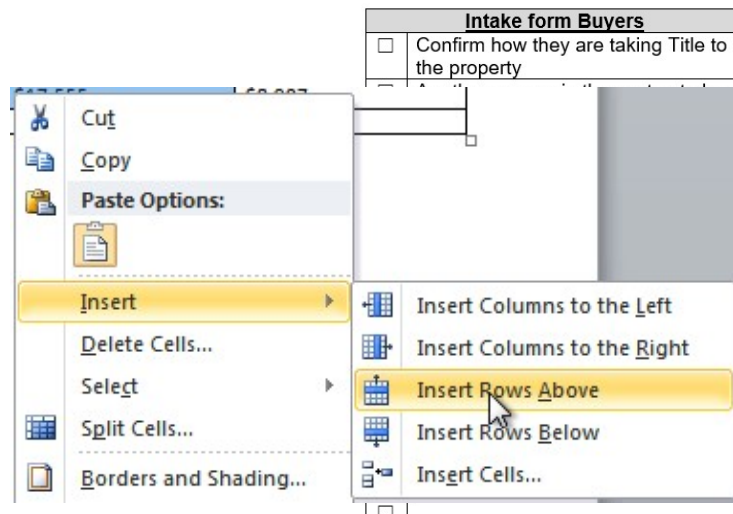 Intake form Buyers
Confirm how they are taking Title to
the property
Cut
Copy
Paste Options:
Insert
Delete Cells...
Select
Split Cells...
Borders and Shading...
Insert Columns to the Left
Insert Columns to the Right
Insert Rows Above
Insert Rows Below
Insert Cells...